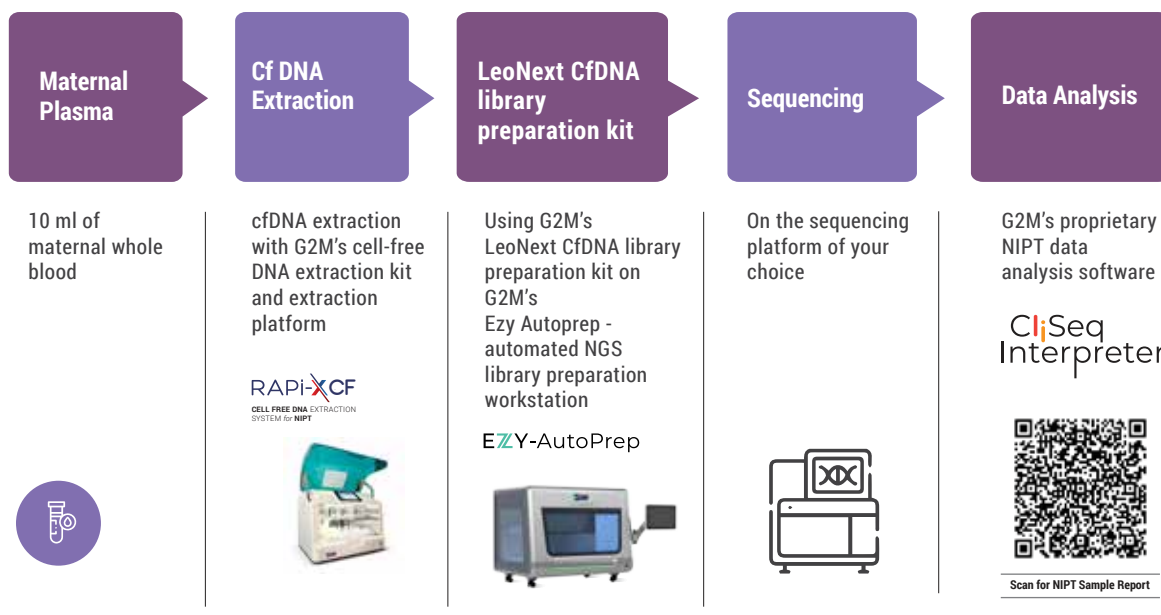 Maternal
Plasma
Cf DNA
Extraction
LeoNext CfDNA
library
preparation kit
Sequencing
Data Analysis
10 ml of
maternal whole
blood
cfDNA extraction
with G2M's cell-free
DNA extraction kit
and extraction
platform
RAPi-XCF
CELL FREE DNA EXTRACTION
SYSTEM for NIPT
Using G2M's
LeoNext CfDNA library
preparation kit on
G2M's
Ezy Autoprep -
automated NGS
library preparation
workstation
EZY-AutoPrep
On the sequencing
platform of your
choice
G2M's proprietary
NIPT data
analysis software
CliSeq
Interpreter
Scan for NIPT Sample Report